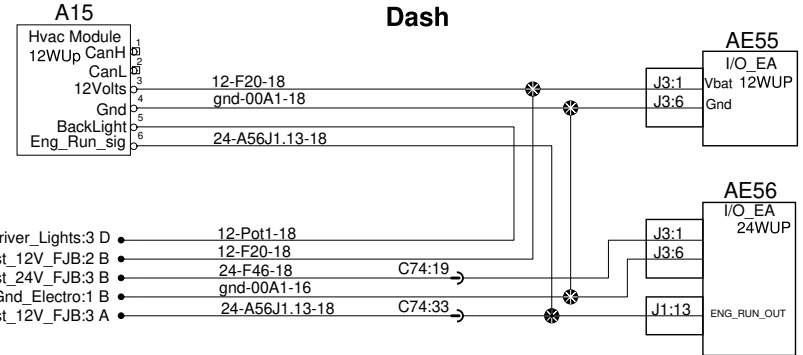 A15
Dash
Hvac Module
12WUp CanH 1
CanL 2
12Volts 3
Gnd 4
BackLight 5
Eng_Run_sig 6
12-F20-18
gnd-00A1-18
24-A56J1.13-18
AE55
I/O_EA
J3:1 Vbat 12WUP
J3:6 Gnd
AE56
I/O_EA
24WUP
J3:1
J3:6
J1:13 ENG_RUN_OUT
river_Lights:3 D 12-Pot1-18
st_12V_FJB:2 B 12-F20-18
st_24V_FJB:3 B 24-F46-18 C74:19
Gnd_Electro:1 B gnd-00A1-16
st_12V_FJB:3 A 24-A56J1.13-18 C74:33